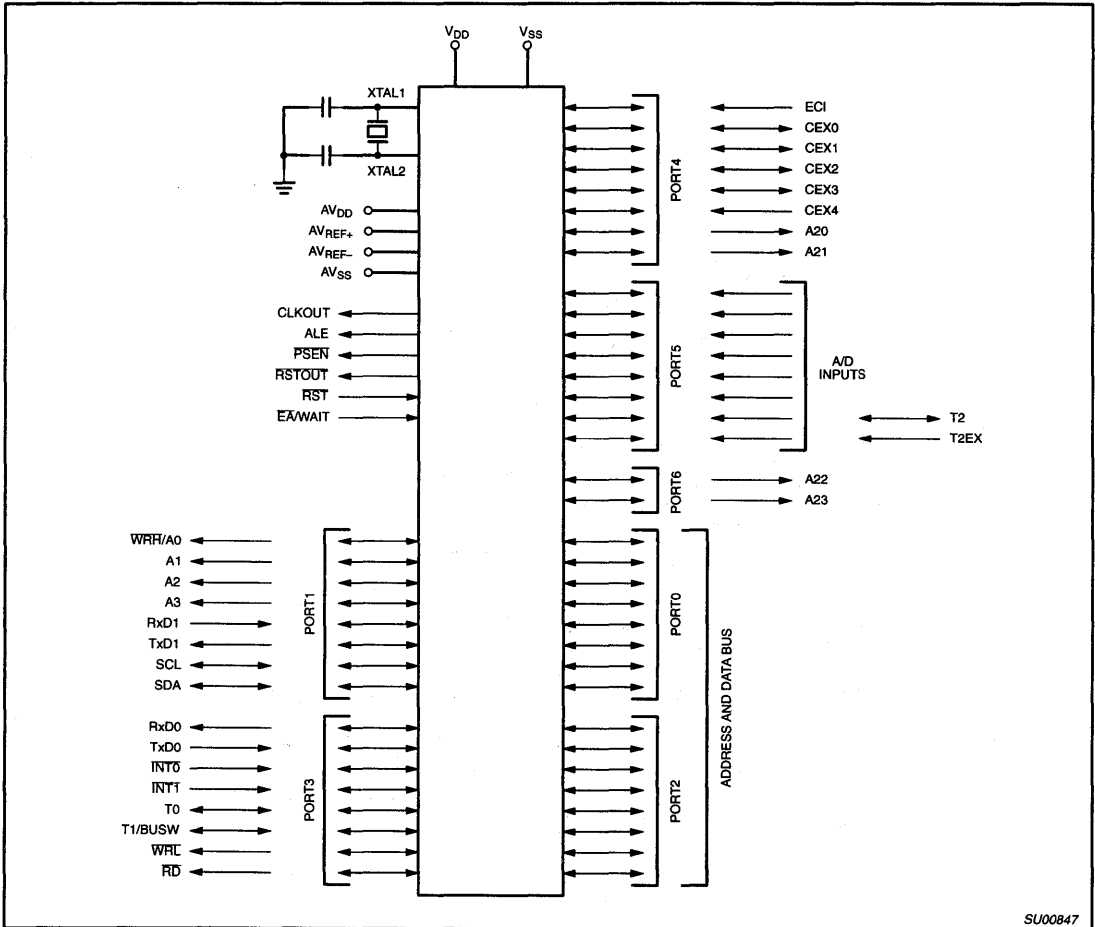 VDD VSS
XTAL1
XTAL2
AVDD
AVREF+
AVREF–
AVSS
CLKOUT
ALE
PSEN
RSTOUT
RST
EA/WAIT
WRH/A0
A1
A2
A3
RxD1
TxD1
SCL
SDA
PORT1
RxD0
TxD0
INT0
INT1
T0
T1/BUSW
WRL
RD
PORT3
PORT4
ECI
CEX0
CEX1
CEX2
CEX3
CEX4
A20
A21
PORT5
A/D
INPUTS
T2
T2EX
PORT6
A22
A23
PORT0
PORT2
ADDRESS AND DATA BUS
SU00847